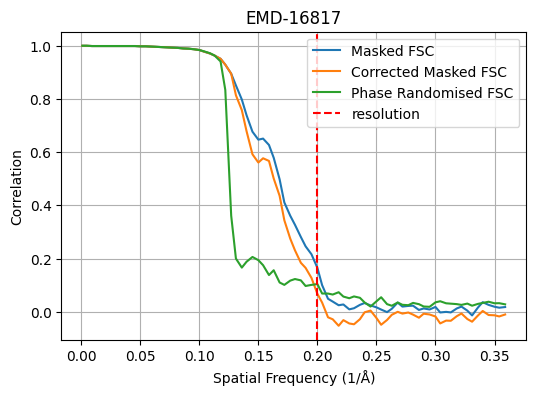 EMD-16817
Masked FSC
Corrected Masked FSC
Phase Randomised FSC
resolution
Correlation
1.0
0.8
0.6
0.4
0.2
0.0
0.00 0.05 0.10 0.15 0.20 0.25 0.30 0.35
Spatial Frequency (1/Å)